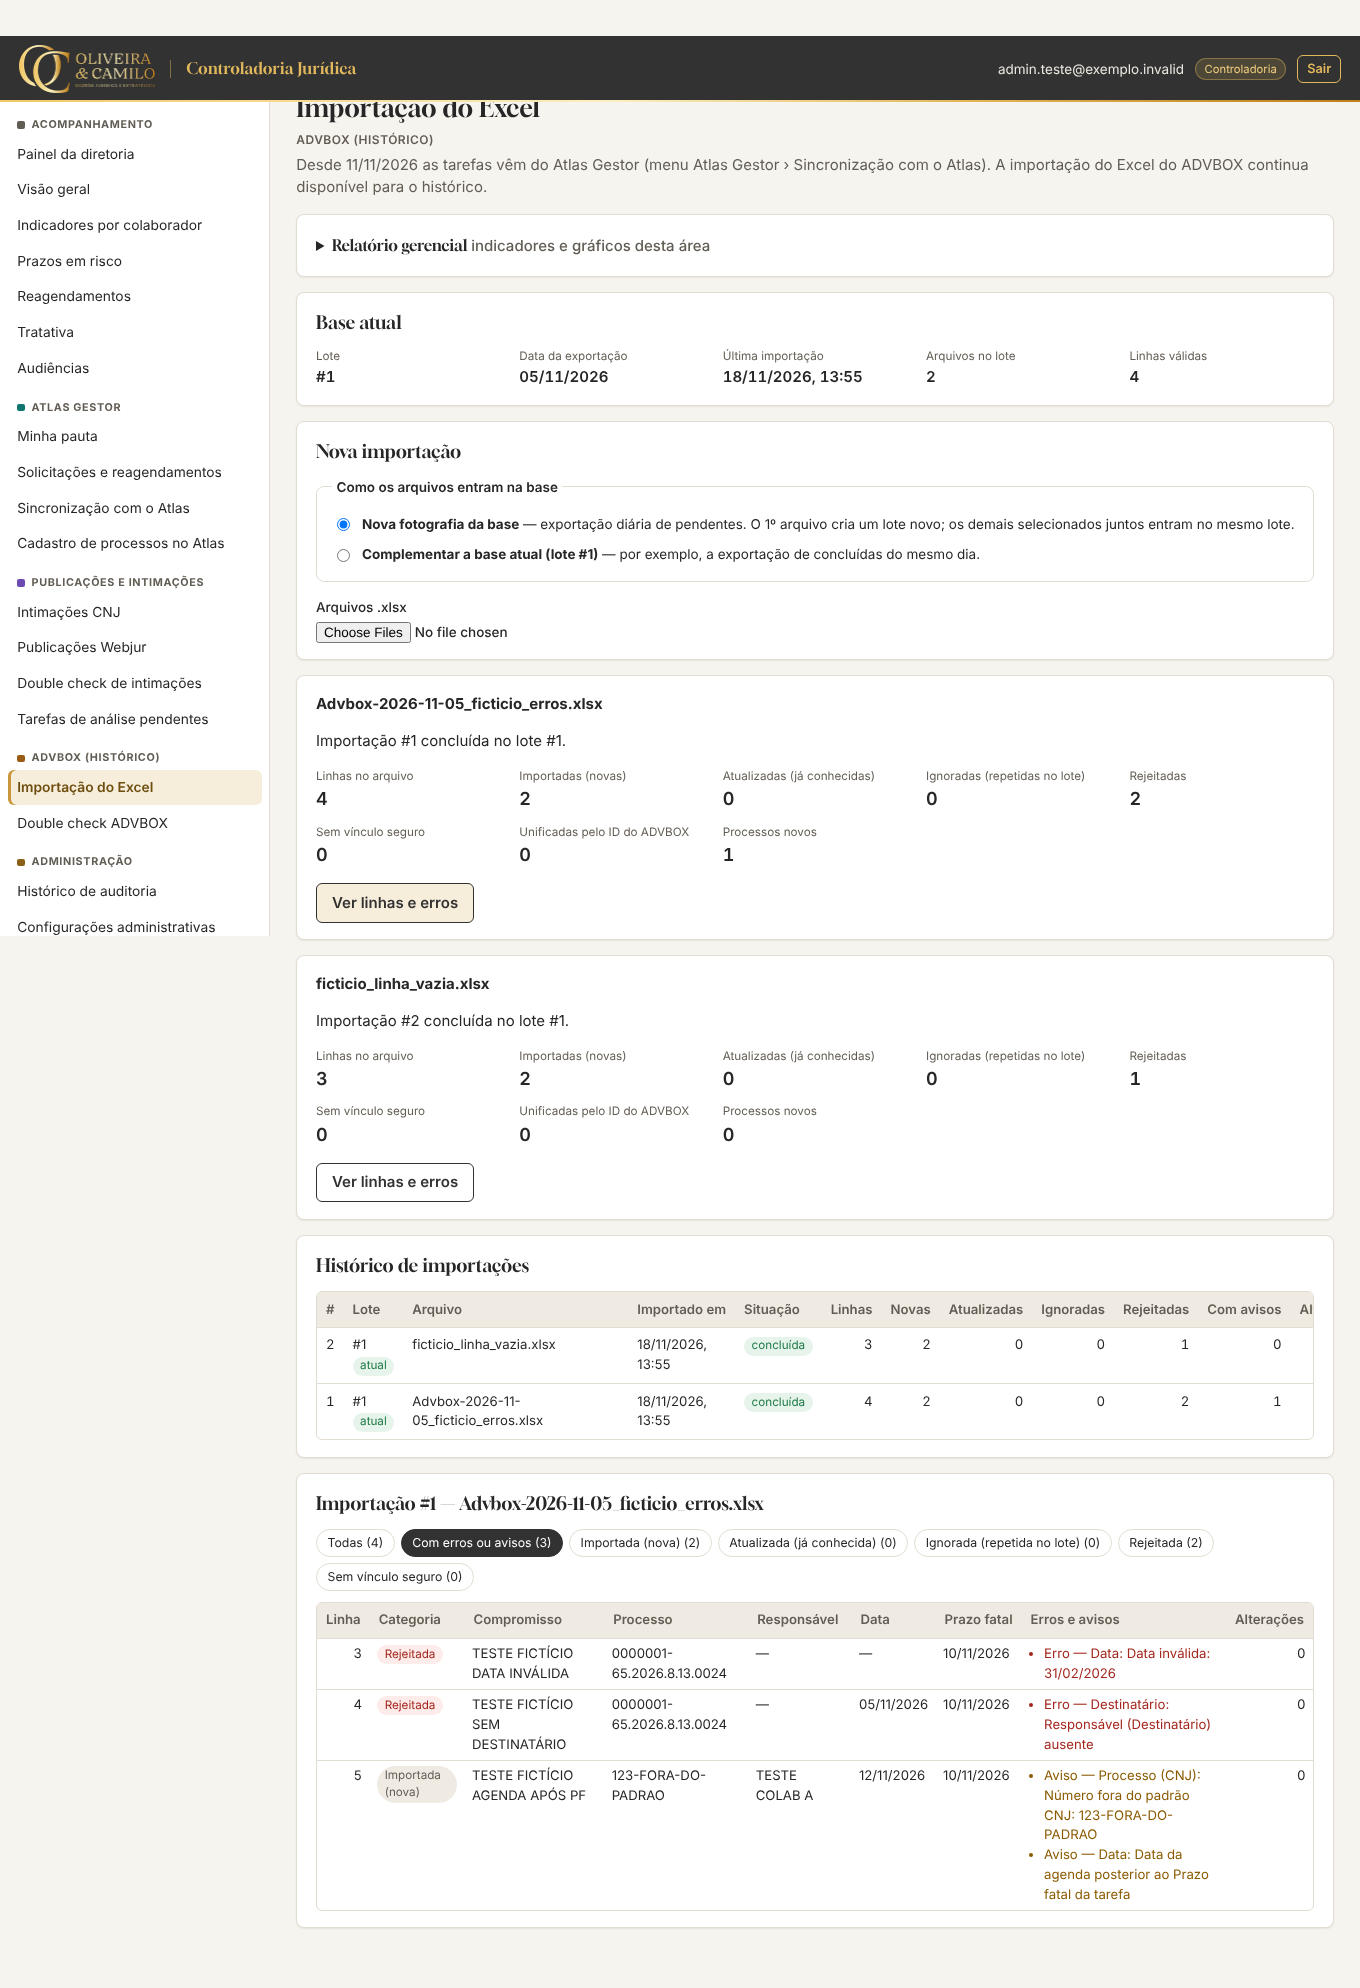 OLIVEIRA
& CAMILO
Controladoria Jurídica
admin.teste@exemplo.invalid
Controladoria
Sair
ACOMPANHAMENTO
Painel da diretoria
Visão geral
Indicadores por colaborador
Prazos em risco
Reagendamentos
Tratativa
Audiências
ATLAS GESTOR
Minha pauta
Solicitações e reagendamentos
Sincronização com o Atlas
Cadastro de processos no Atlas
PUBLICAÇÕES E INTIMAÇÕES
Intimações CNJ
Publicações Webjur
Double check de intimações
Tarefas de análise pendentes
ADVBOX (HISTÓRICO)
Importação do Excel
Double check ADVBOX
ADMINISTRAÇÃO
Histórico de auditoria
Configurações administrativas
Importação do Excel
ADVBOX (HISTÓRICO)
Desde 11/11/2026 as tarefas vêm do Atlas Gestor (menu Atlas Gestor › Sincronização com o Atlas). A importação do Excel do ADVBOX continua
disponível para o histórico.
Relatório gerencial indicadores e gráficos desta área
Base atual
Lote Data da exportação Última importação Arquivos no lote Linhas válidas
#1 05/11/2026 18/11/2026, 13:55 2 4
Nova importação
Como os arquivos entram na base
Nova fotografia da base — exportação diária de pendentes. O 1º arquivo cria um lote novo; os demais selecionados juntos entram no mesmo lote.
Complementar a base atual (lote #1) — por exemplo, a exportação de concluídas do mesmo dia.
Arquivos .xlsx
Choose Files No file chosen
Advbox-2026-11-05_ficticio_erros.xlsx
Importação #1 concluída no lote #1.
Linhas no arquivo Importadas (novas) Atualizadas (já conhecidas) Ignoradas (repetidas no lote) Rejeitadas
4 2 0 0 2
Sem vínculo seguro Unificadas pelo ID do ADVBOX Processos novos
0 0 1
Ver linhas e erros
ficticio_linha_vazia.xlsx
Importação #2 concluída no lote #1.
Linhas no arquivo Importadas (novas) Atualizadas (já conhecidas) Ignoradas (repetidas no lote) Rejeitadas
3 2 0 0 1
Sem vínculo seguro Unificadas pelo ID do ADVBOX Processos novos
0 0 0
Ver linhas e erros
Histórico de importações
# Lote Arquivo Importado em Situação Linhas Novas Atualizadas Ignoradas Rejeitadas Com avisos Al
2 #1 ficticio_linha_vazia.xlsx 18/11/2026, concluída 3 2 0 0 1 0
atual 13:55
1 #1 Advbox-2026-11- 18/11/2026, concluída 4 2 0 0 2 1
atual 05_ficticio_erros.xlsx 13:55
Importação #1 — Advbox-2026-11-05_ficticio_erros.xlsx
Todas (4) Com erros ou avisos (3) Importada (nova) (2) Atualizada (já conhecida) (0) Ignorada (repetida no lote) (0) Rejeitada (2)
Sem vínculo seguro (0)
Linha Categoria Compromisso Processo Responsável Data Prazo fatal Erros e avisos Alterações
3 Rejeitada TESTE FICTÍCIO 0000001- — — 10/11/2026 • Erro — Data: Data inválida: 0
DATA INVÁLIDA 65.2026.8.13.0024 31/02/2026
4 Rejeitada TESTE FICTÍCIO 0000001- — 05/11/2026 10/11/2026 • Erro — Destinatário: 0
SEM 65.2026.8.13.0024 Responsável (Destinatário)
DESTINATÁRIO ausente
5 Importada TESTE FICTÍCIO 123-FORA-DO- TESTE 12/11/2026 10/11/2026 • Aviso — Processo (CNJ): 0
(nova) AGENDA APÓS PF PADRAO COLAB A Número fora do padrão
CNJ: 123-FORA-DO-
PADRAO
• Aviso — Data: Data da
agenda posterior ao Prazo
fatal da tarefa